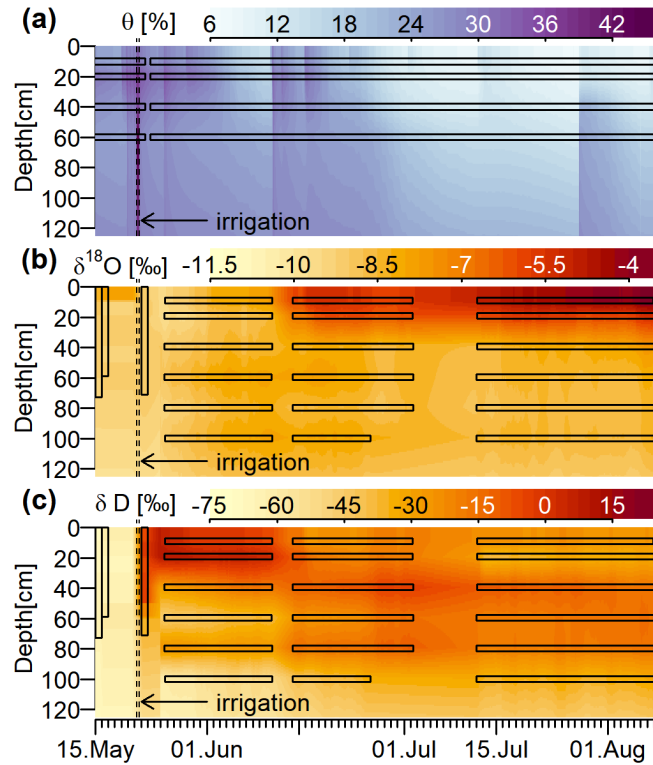 (a) θ [%] 6 12 18 24 30 36 42
0
20
40
60
80
100
120
Depth[cm]
irrigation
(b) δ18O [‰] -11.5 -10 -8.5 -7 -5.5 -4
0
20
40
60
80
100
120
Depth[cm]
irrigation
(c) δ D [‰] -75 -60 -45 -30 -15 0 15
0
20
40
60
80
100
120
Depth[cm]
irrigation
15.May 01.Jun 01.Jul 15.Jul 01.Aug